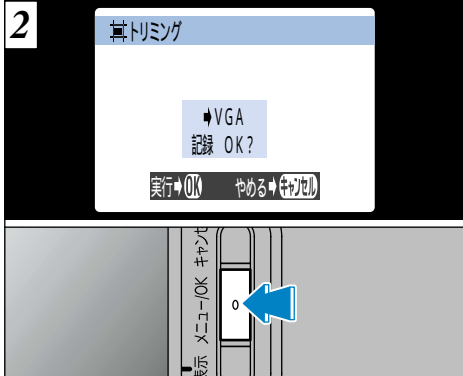 2
トリミング
➡VGA
記録 OK?
実行➡OK やめる➡キャンセル
表示 メニュー/OK キャンセ